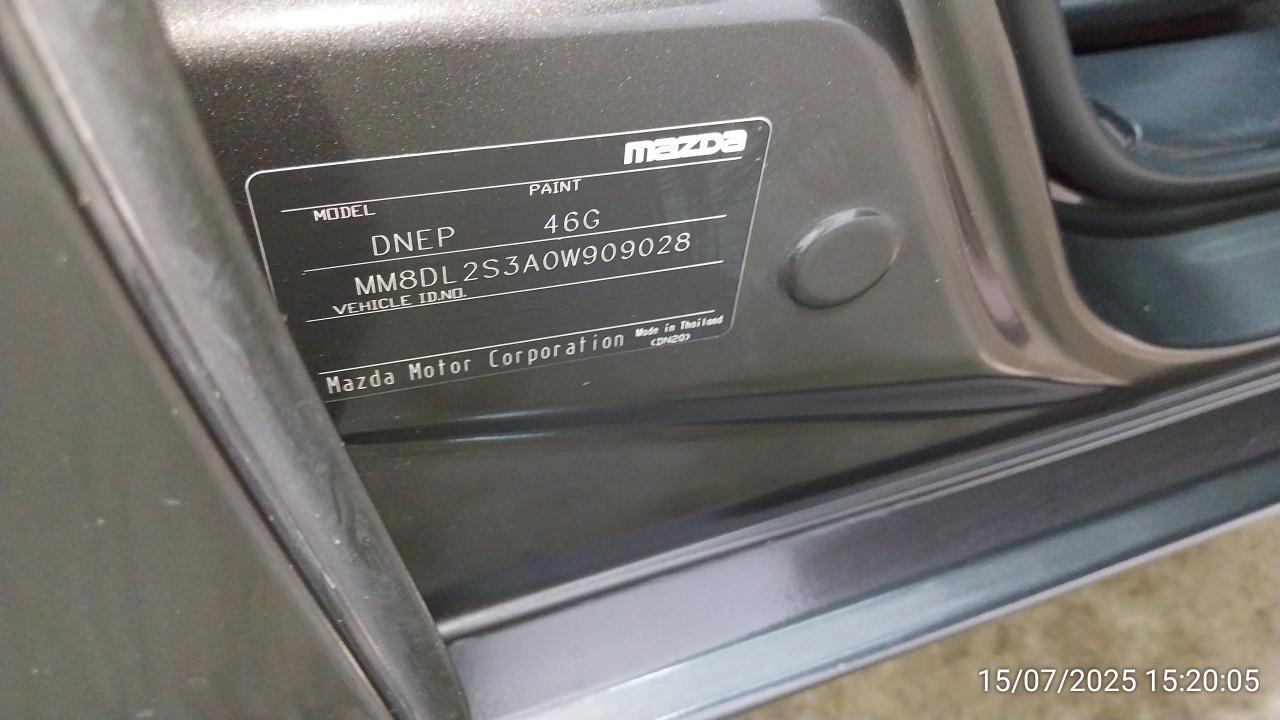 mazda
MODEL PAINT
DNEP 46G
MM8DL2S3A0W909028
VEHICLE ID.NO.
Mazda Motor Corporation Made in Thailand
<DN20>
15/07/2025 15:20:05